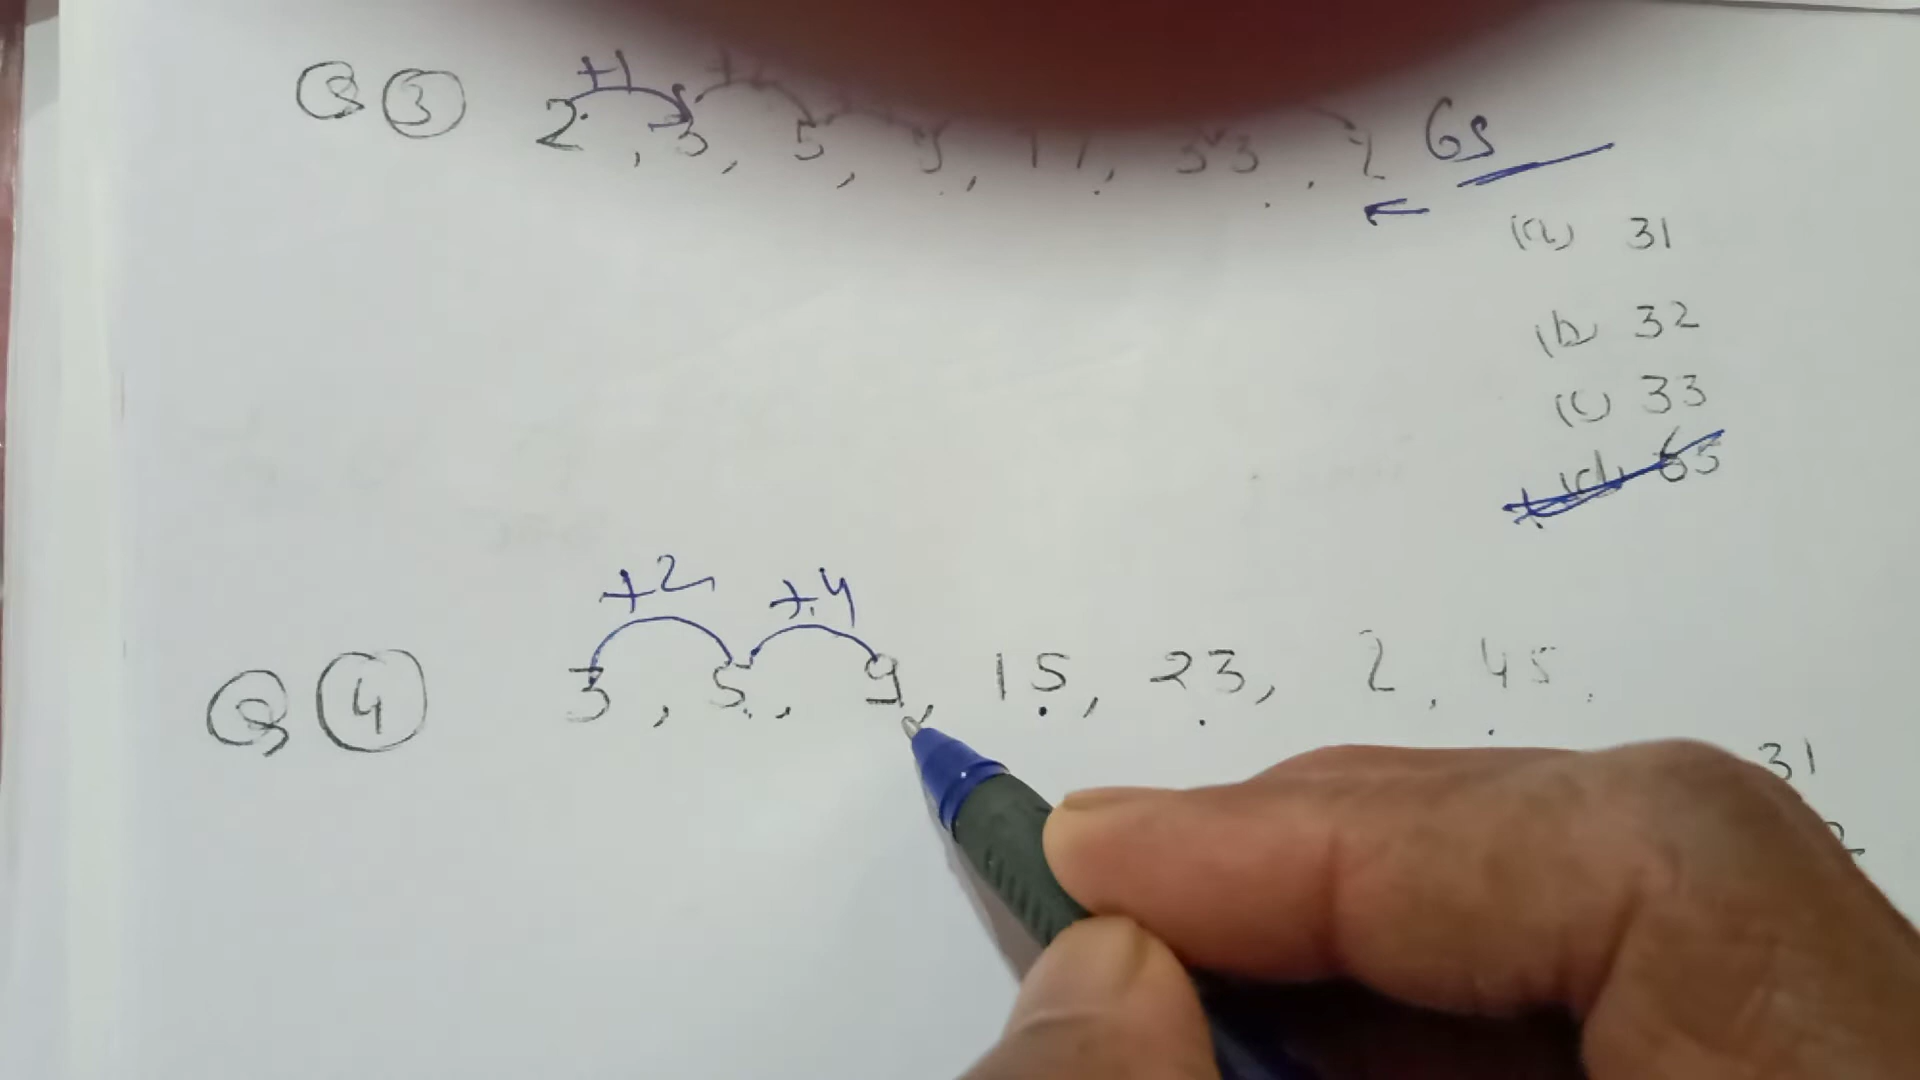 Q ③ 2, 3, 5, 9, 17, 33, ? 65
+1
(a) 31
(b) 32
(c) 33
(d) 65
+2 +4
Q ④ 3, 5, 9, 15, 23, ?, 45,
31